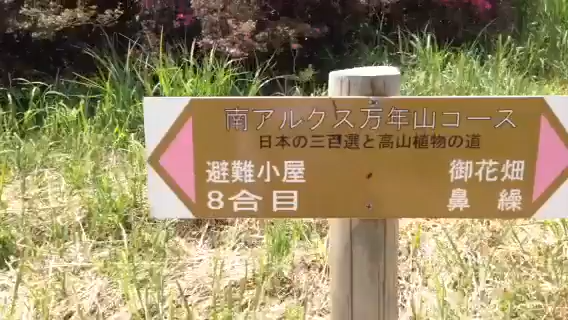 南アルクス万年山コース
日本の三百選と高山植物の道
避難小屋
8合目
御花畑
鼻繰